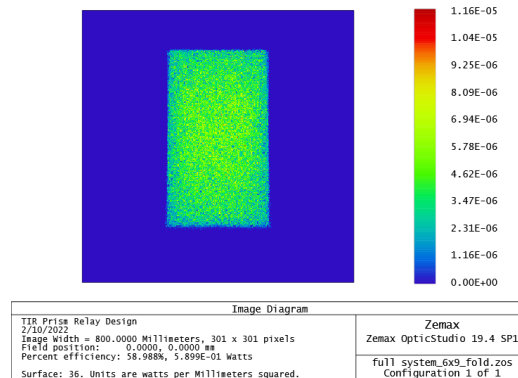 1.16E-05
1.04E-05
9.25E-06
8.09E-06
6.94E-06
5.78E-06
4.62E-06
3.47E-06
2.31E-06
1.16E-06
0.00E+00
Image Diagram
TIR Prism Relay Design
2/10/2022
Image Width = 800.0000 Millimeters, 301 x 301 pixels
Field position: 0.0000, 0.0000 mm
Percent efficiency: 58.988%, 5.899E-01 Watts
Surface: 36. Units are watts per Millimeters squared.
Zemax
Zemax OpticStudio 19.4 SP1
full system_6x9_fold.zos
Configuration 1 of 1